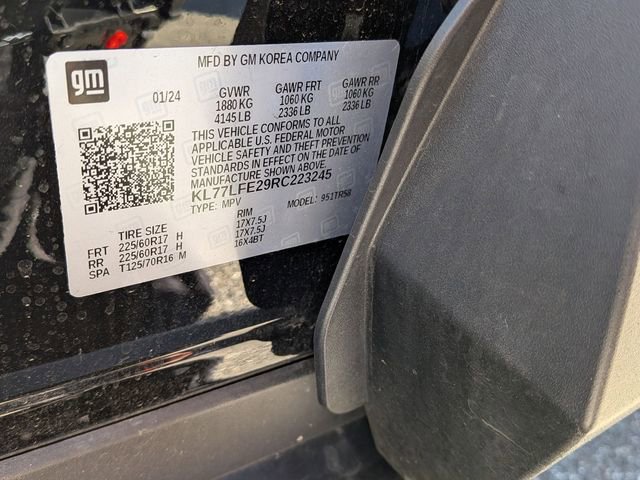 gm
MFD BY GM KOREA COMPANY
01/24
GVWR GAWR FRT GAWR RR
1880 KG 1060 KG 1060 KG
4145 LB 2336 LB 2336 LB
THIS VEHICLE CONFORMS TO ALL
APPLICABLE U.S. FEDERAL MOTOR
VEHICLE SAFETY AND THEFT PREVENTION
STANDARDS IN EFFECT ON THE DATE OF
MANUFACTURE SHOWN ABOVE.
KL77LFE29RC223245
TYPE: MPV MODEL: 951TR58
TIRE SIZE RIM
FRT 225/60R17 H 17X7.5J
RR 225/60R17 H 17X7.5J
SPA T125/70R16 M 16X4BT